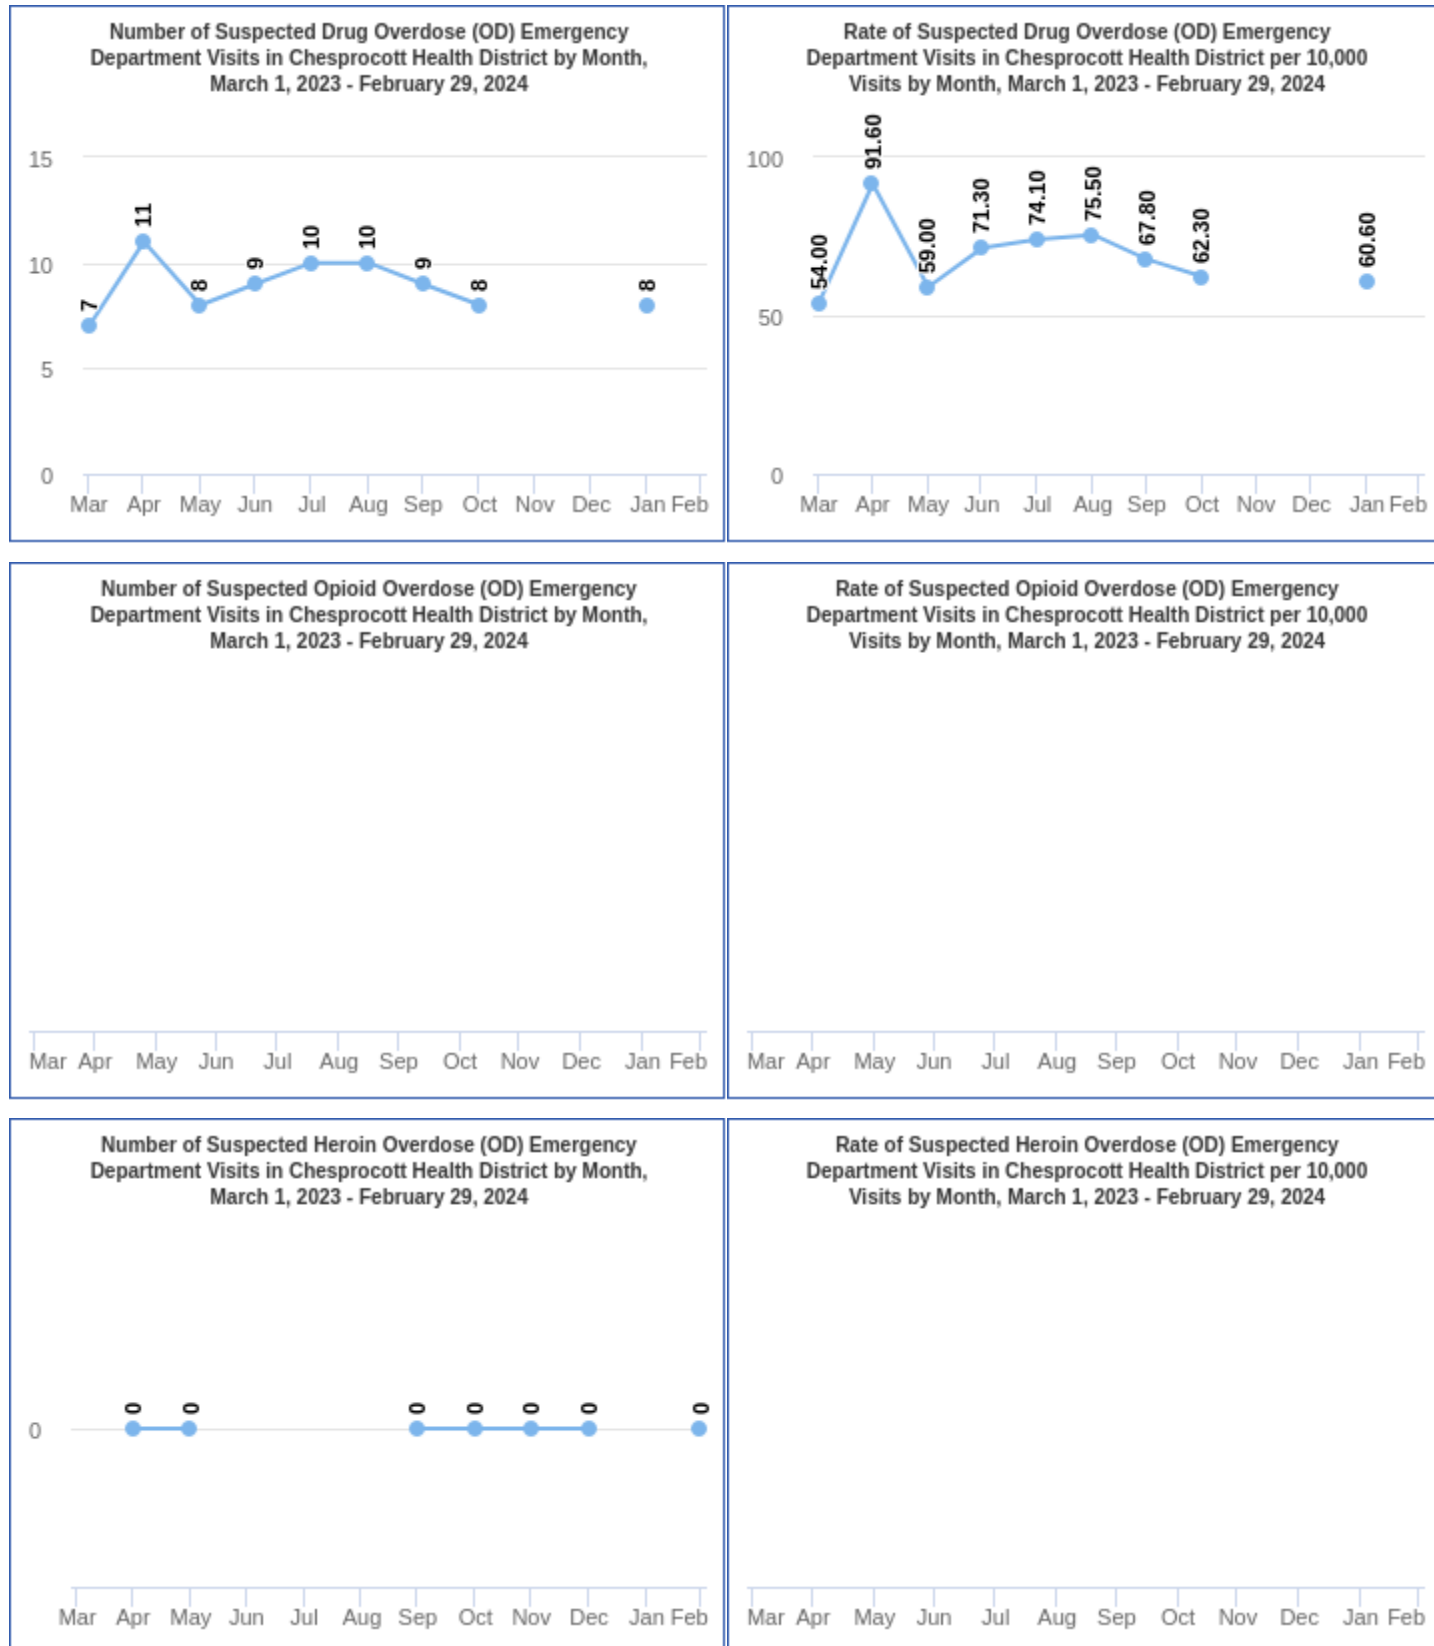 Number of Suspected Drug Overdose (OD) Emergency
Department Visits in Chesprocott Health District by Month,
March 1, 2023 - February 29, 2024
15
10
5
0
7
11
8
9
10
10
9
8
8
Mar Apr May Jun Jul Aug Sep Oct Nov Dec Jan Feb
Rate of Suspected Drug Overdose (OD) Emergency
Department Visits in Chesprocott Health District per 10,000
Visits by Month, March 1, 2023 - February 29, 2024
100
50
0
54.00
91.60
59.00
71.30
74.10
75.50
67.80
62.30
60.60
Mar Apr May Jun Jul Aug Sep Oct Nov Dec Jan Feb
Number of Suspected Opioid Overdose (OD) Emergency
Department Visits in Chesprocott Health District by Month,
March 1, 2023 - February 29, 2024
Mar Apr May Jun Jul Aug Sep Oct Nov Dec Jan Feb
Rate of Suspected Opioid Overdose (OD) Emergency
Department Visits in Chesprocott Health District per 10,000
Visits by Month, March 1, 2023 - February 29, 2024
Mar Apr May Jun Jul Aug Sep Oct Nov Dec Jan Feb
Number of Suspected Heroin Overdose (OD) Emergency
Department Visits in Chesprocott Health District by Month,
March 1, 2023 - February 29, 2024
0
0
0
0
0
0
0
0
Mar Apr May Jun Jul Aug Sep Oct Nov Dec Jan Feb
Rate of Suspected Heroin Overdose (OD) Emergency
Department Visits in Chesprocott Health District per 10,000
Visits by Month, March 1, 2023 - February 29, 2024
Mar Apr May Jun Jul Aug Sep Oct Nov Dec Jan Feb